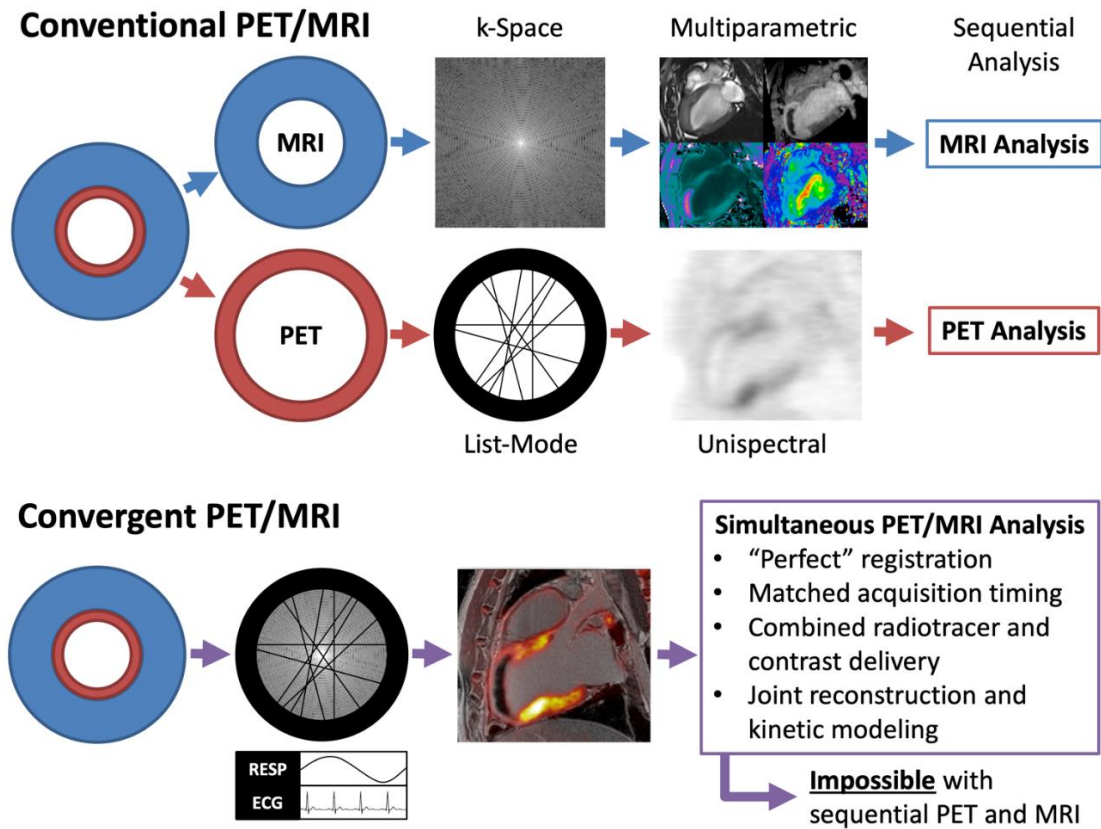 Conventional PET/MRI
k-Space
Multiparametric
Sequential
Analysis
MRI
MRI Analysis
PET
PET Analysis
List-Mode
Unispectral
Convergent PET/MRI
RESP
ECG
Simultaneous PET/MRI Analysis
• “Perfect” registration
• Matched acquisition timing
• Combined radiotracer and
contrast delivery
• Joint reconstruction and
kinetic modeling
Impossible with
sequential PET and MRI